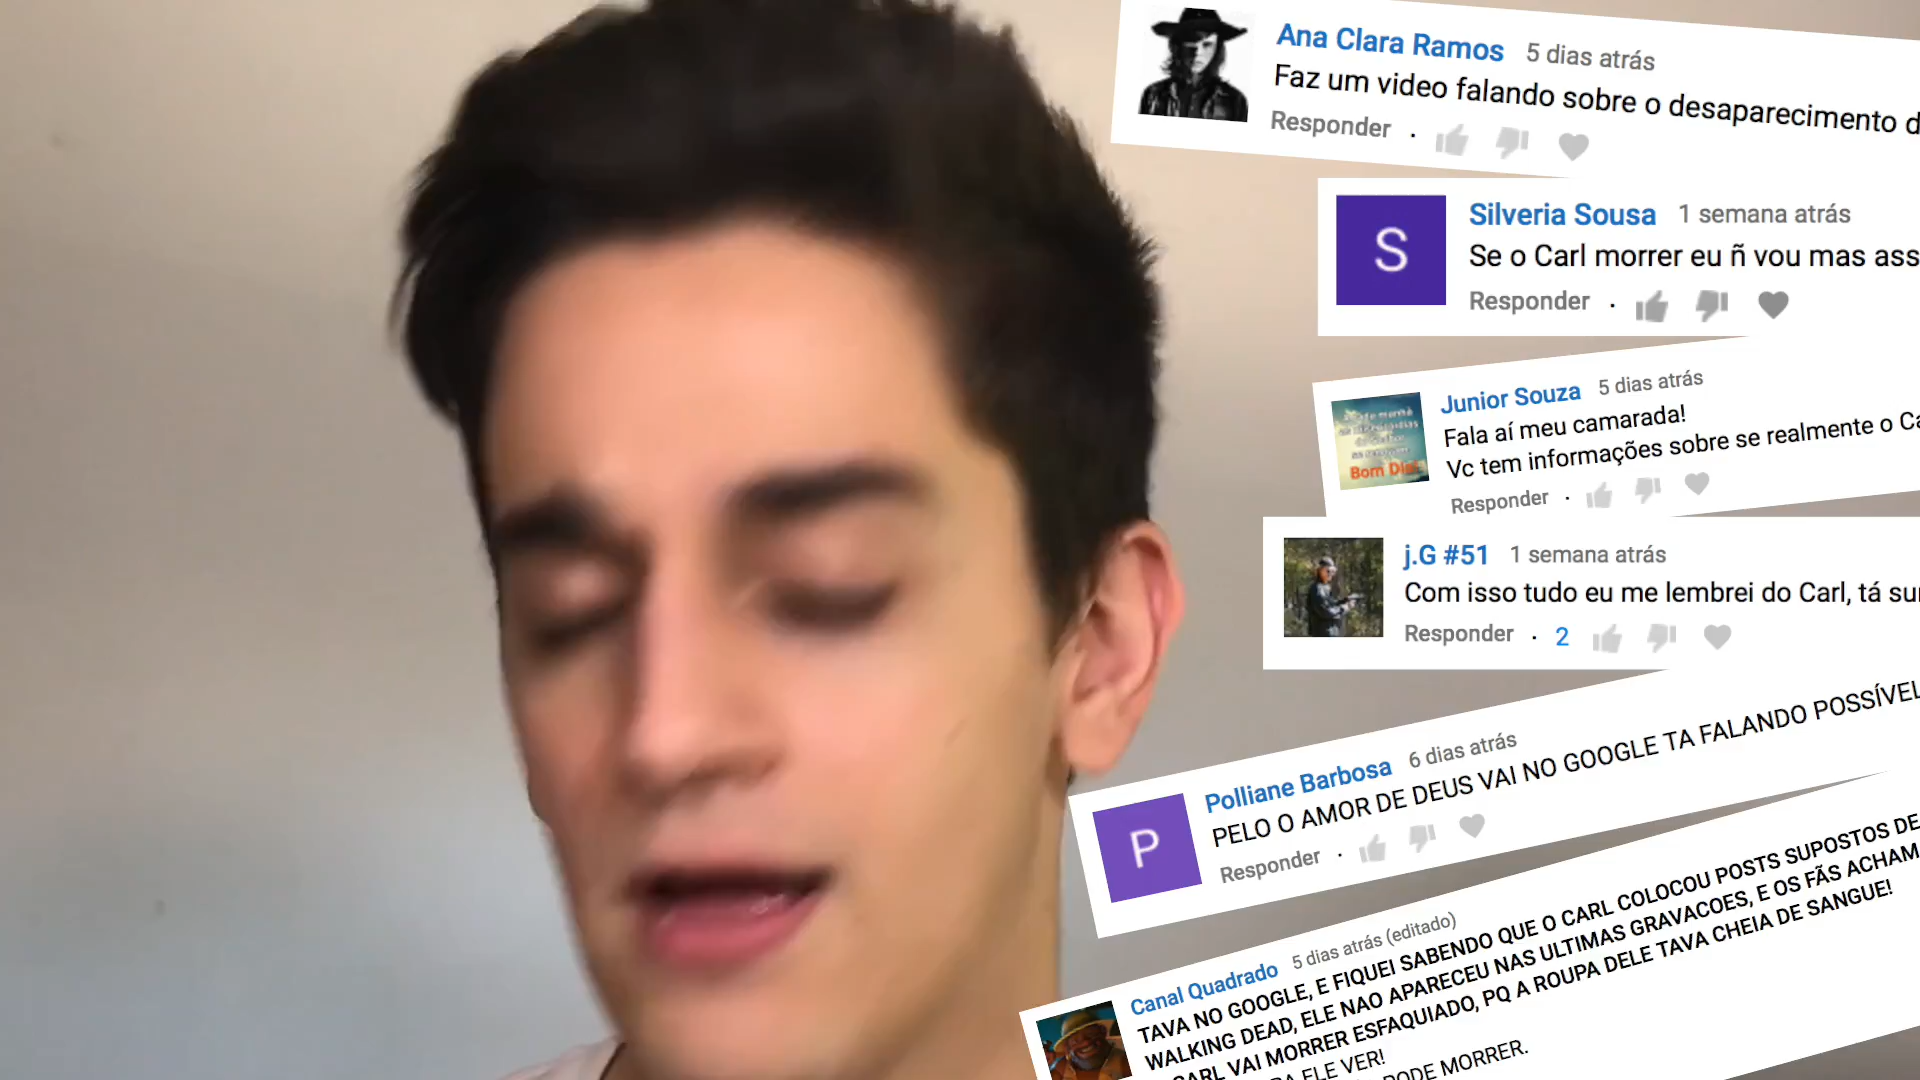 Ana Clara Ramos 5 dias atrás
Faz um video falando sobre o desaparecimento d
Responder
S
Silveria Sousa 1 semana atrás
Se o Carl morrer eu ñ vou mas ass
Responder
Junior Souza 5 dias atrás
Fala aí meu camarada!
Vc tem informações sobre se realmente o Ca
Responder
Bom Dia!
j.G #51 1 semana atrás
Com isso tudo eu me lembrei do Carl, tá su
Responder 2
P
Polliane Barbosa 6 dias atrás
PELO O AMOR DE DEUS VAI NO GOOGLE TA FALANDO POSSÍVEL
Responder
Canal Quadrado 5 dias atrás (editado)
TAVA NO GOOGLE, E FIQUEI SABENDO QUE O CARL COLOCOU POSTS SUPOSTOS DE
WALKING DEAD, ELE NAO APARECEU NAS ULTIMAS GRAVACOES, E OS FÃS ACHAM
CARL VAI MORRER ESFAQUIADO, PQ A ROUPA DELE TAVA CHEIA DE SANGUE!
ELE VER!
PODE MORRER.